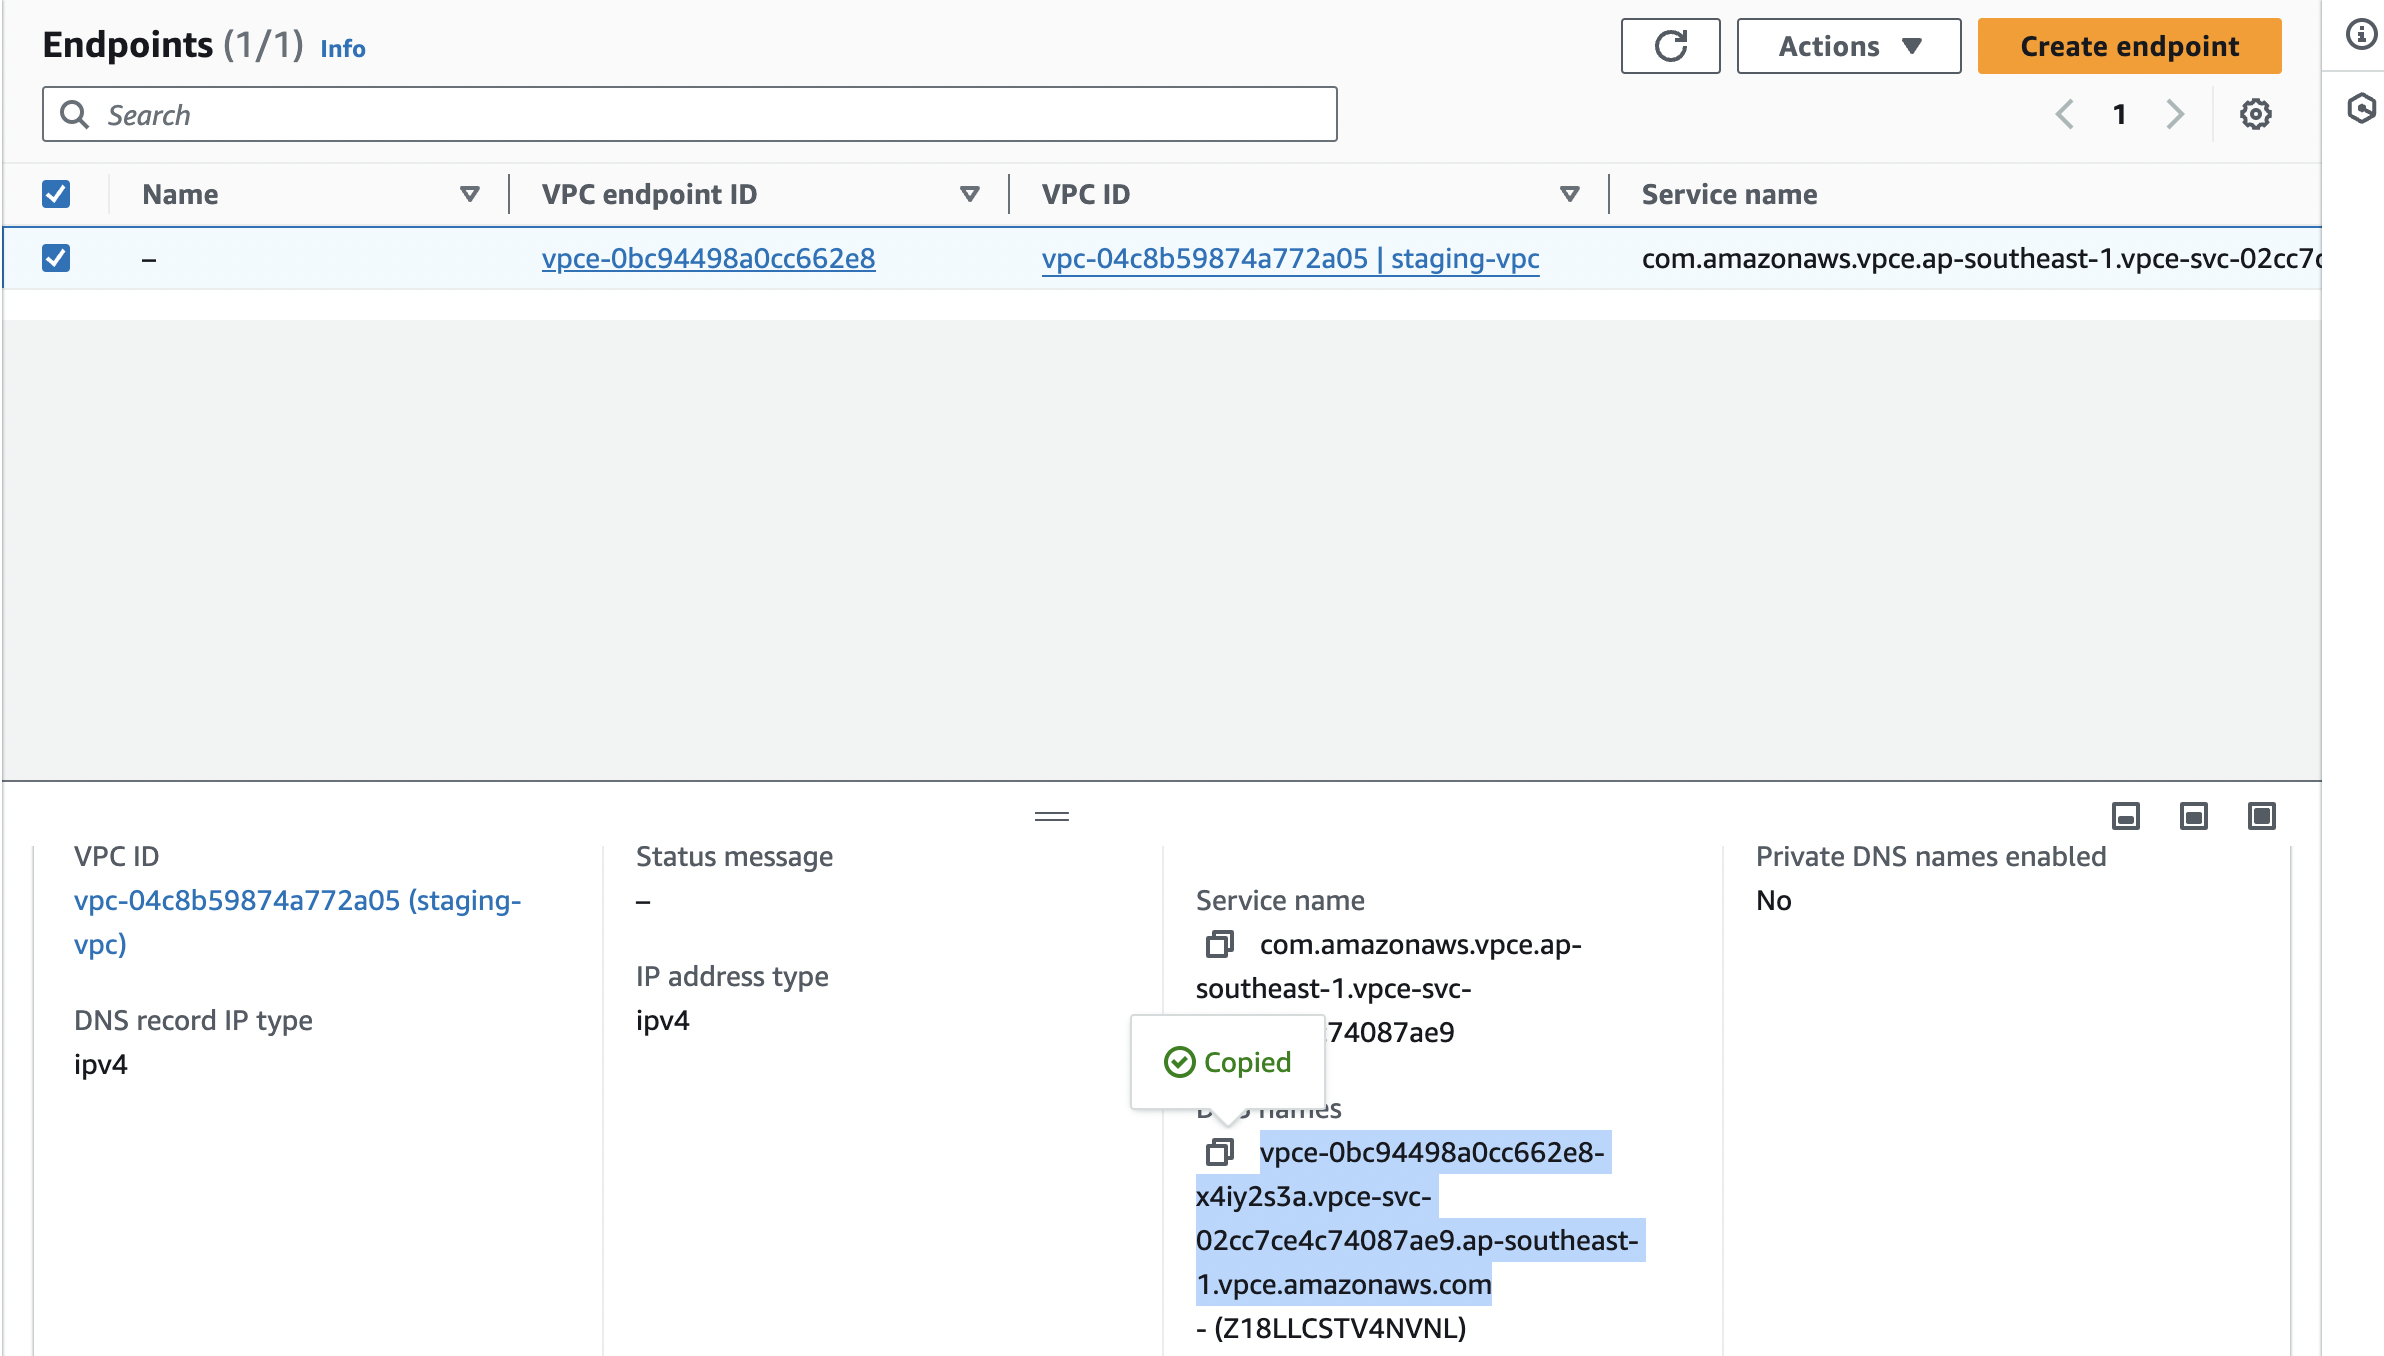 Endpoints (1/1) Info
Actions
Create endpoint
Search
1
Name
VPC endpoint ID
VPC ID
Service name
–
vpce-0bc94498a0cc662e8
vpc-04c8b59874a772a05 | staging-vpc
com.amazonaws.vpce.ap-southeast-1.vpce-svc-02cc7c
VPC ID
vpc-04c8b59874a772a05 (staging-
vpc)
DNS record IP type
ipv4
Status message
–
IP address type
ipv4
Service name
com.amazonaws.vpce.ap-
southeast-1.vpce-svc-
74087ae9
Copied
DNS names
vpce-0bc94498a0cc662e8-
x4iy2s3a.vpce-svc-
02cc7ce4c74087ae9.ap-southeast-
1.vpce.amazonaws.com
- (Z18LLCSTV4NVNL)
Private DNS names enabled
No